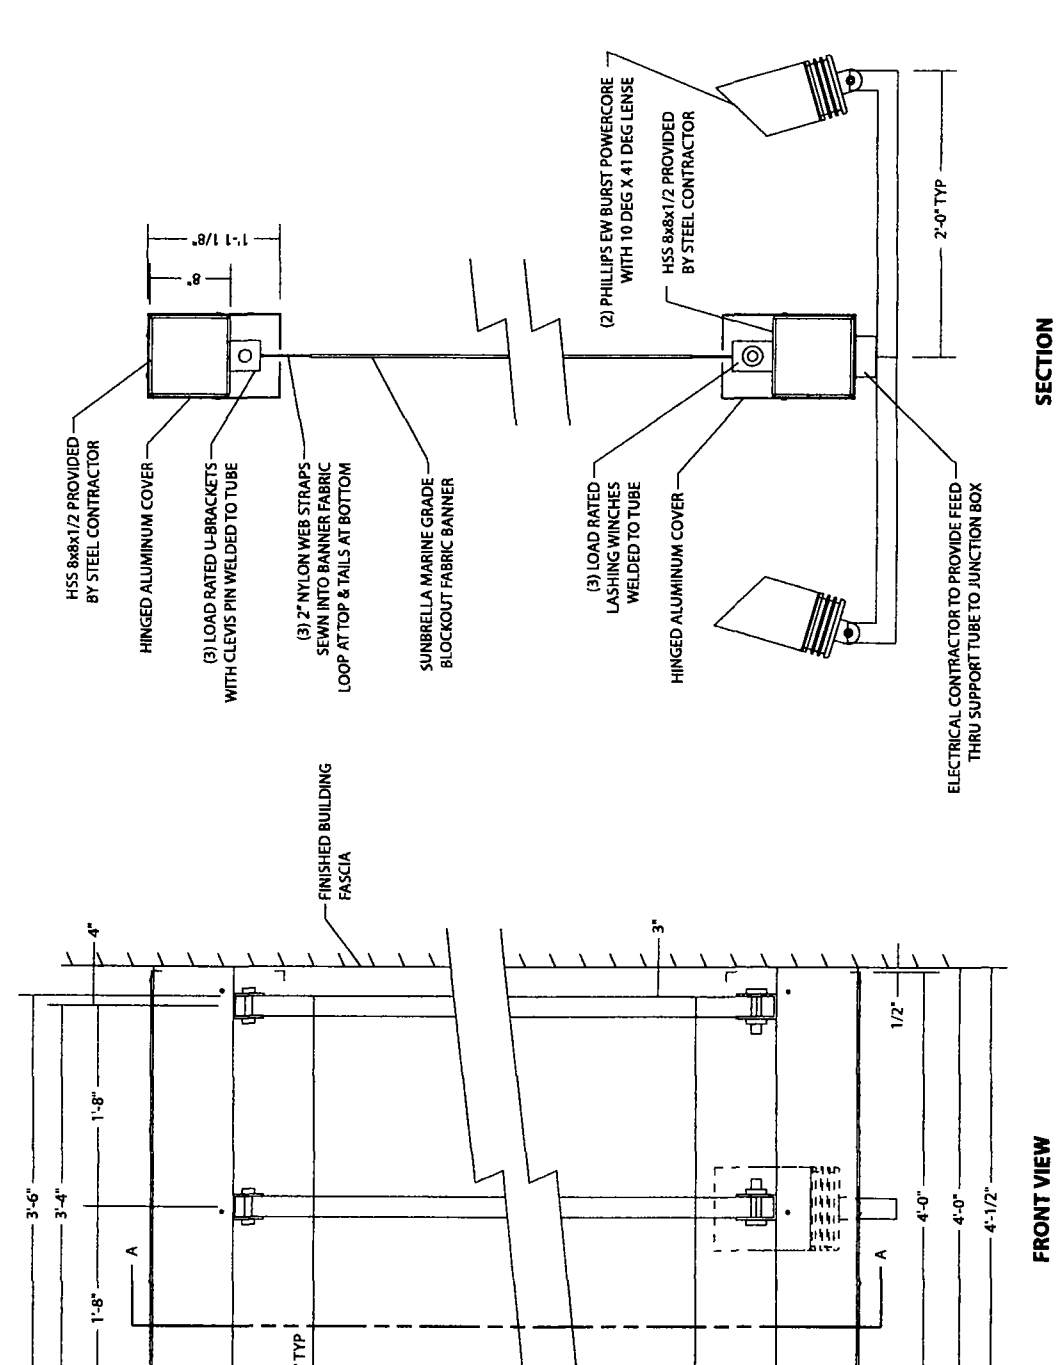 HSS 8x8x1/2 PROVIDED
BY STEEL CONTRACTOR
HINGED ALUMINUM COVER
(3) LOAD RATED U-BRACKETS
WITH CLEVIS PIN WELDED TO TUBE
(3) 2" NYLON WEB STRAPS
SEWN INTO BANNER FABRIC
LOOP AT TOP & TAILS AT BOTTOM
SUNBRELLA MARINE GRADE
BLOCKOUT FABRIC BANNER
8"
1'-1 1/8"
(2) PHILLIPS EW BURST POWERCORE
WITH 10 DEG X 41 DEG LENSE
HSS 8x8x1/2 PROVIDED
BY STEEL CONTRACTOR
(3) LOAD RATED
LASHING WINCHES
WELDED TO TUBE
HINGED ALUMINUM COVER
ELECTRICAL CONTRACTOR TO PROVIDE FEED
THRU SUPPORT TUBE TO JUNCTION BOX
2'-0" TYP
SECTION
FINISHED BUILDING
FASCIA
4"
3"
1/2"
3'-6"
3'-4"
1'-8"
1'-8"
A
A
TYP
4'-0"
4'-0"
4'-1/2"
FRONT VIEW